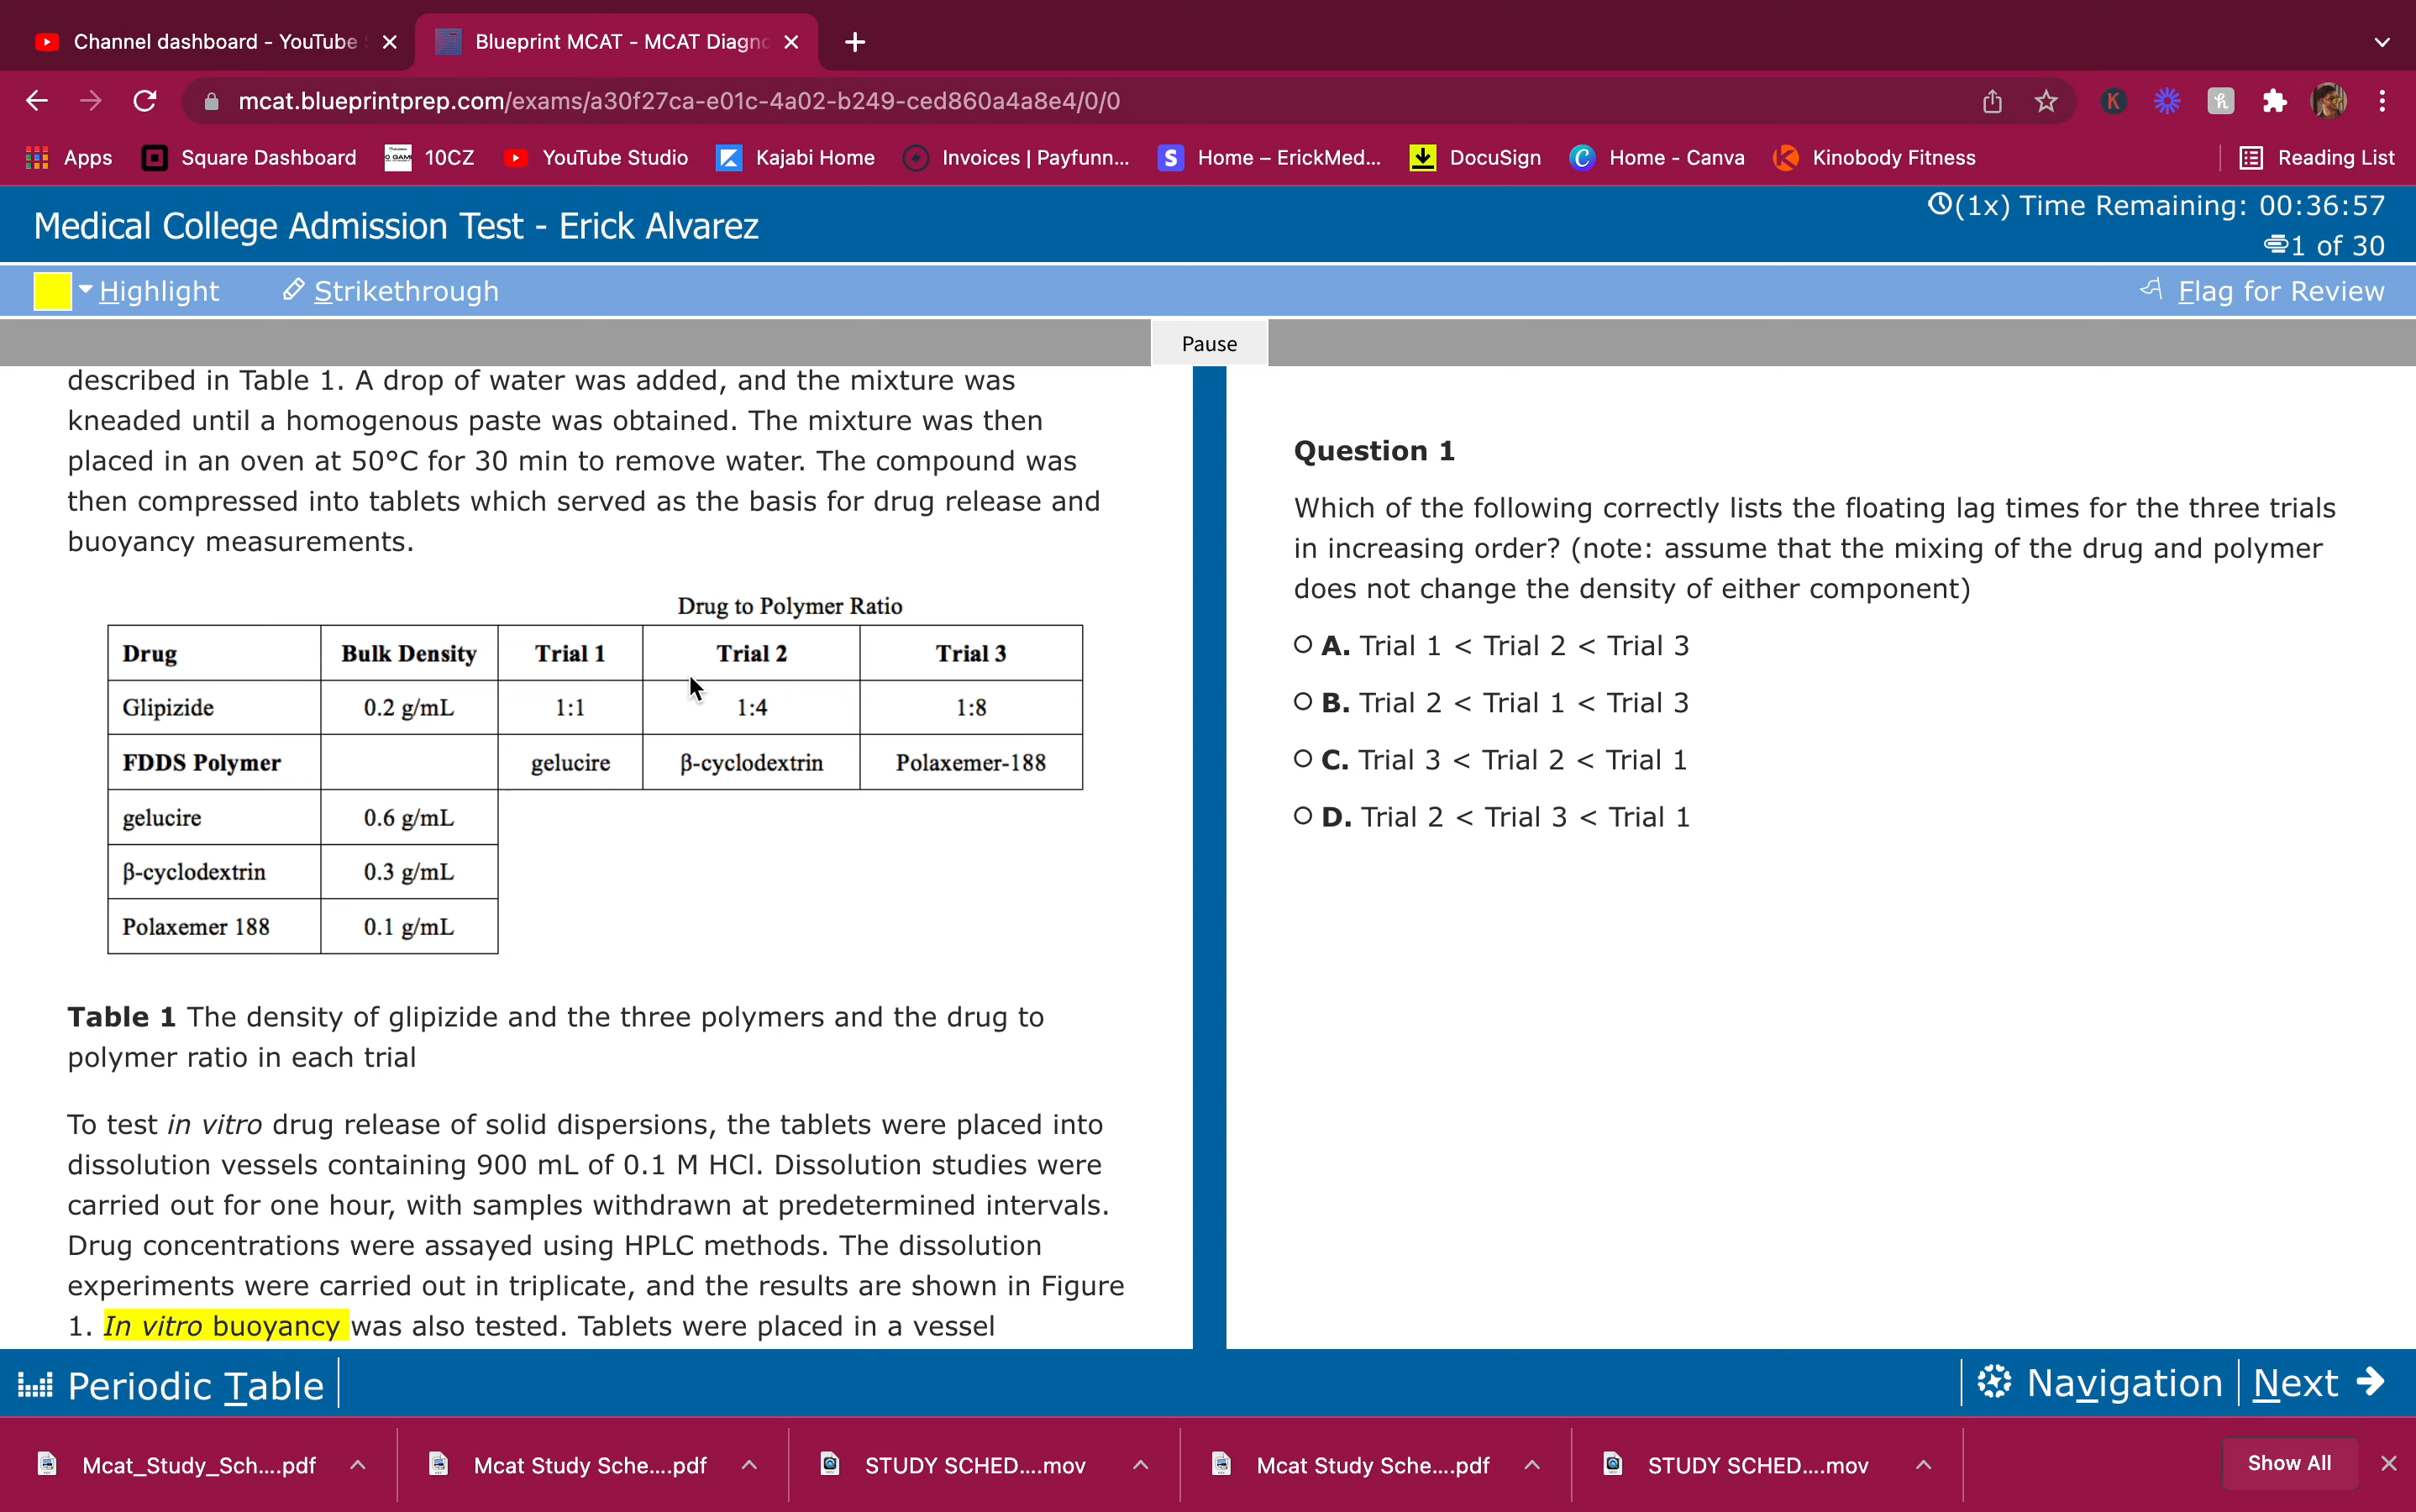 Channel dashboard - YouTube
Blueprint MCAT - MCAT Diagno
mcat.blueprintprep.com/exams/a30f27ca-e01c-4a02-b249-ced860a4a8e4/0/0
K
Apps
Square Dashboard
10CZ
YouTube Studio
Kajabi Home
Invoices | Payfunn...
S
Home – ErickMed...
DocuSign
Home - Canva
Kinobody Fitness
Reading List
Medical College Admission Test - Erick Alvarez
(1x) Time Remaining: 00:36:57
1 of 30
Highlight
Strikethrough
Flag for Review
Pause
described in Table 1. A drop of water was added, and the mixture was
kneaded until a homogenous paste was obtained. The mixture was then
placed in an oven at 50°C for 30 min to remove water. The compound was
then compressed into tablets which served as the basis for drug release and
buoyancy measurements.
Drug to Polymer Ratio
Drug Bulk Density Trial 1 Trial 2 Trial 3
Glipizide 0.2 g/mL 1:1 1:4 1:8
FDDS Polymer gelucire β-cyclodextrin Polaxemer-188
gelucire 0.6 g/mL
β-cyclodextrin 0.3 g/mL
Polaxemer 188 0.1 g/mL
Table 1 The density of glipizide and the three polymers and the drug to
polymer ratio in each trial
To test in vitro drug release of solid dispersions, the tablets were placed into
dissolution vessels containing 900 mL of 0.1 M HCl. Dissolution studies were
carried out for one hour, with samples withdrawn at predetermined intervals.
Drug concentrations were assayed using HPLC methods. The dissolution
experiments were carried out in triplicate, and the results are shown in Figure
1. In vitro buoyancy was also tested. Tablets were placed in a vessel
Question 1
Which of the following correctly lists the floating lag times for the three trials
in increasing order? (note: assume that the mixing of the drug and polymer
does not change the density of either component)
A. Trial 1 < Trial 2 < Trial 3
B. Trial 2 < Trial 1 < Trial 3
C. Trial 3 < Trial 2 < Trial 1
D. Trial 2 < Trial 3 < Trial 1
Periodic Table
Navigation
Next
Mcat_Study_Sch....pdf
Mcat Study Sche....pdf
STUDY SCHED....mov
Mcat Study Sche....pdf
STUDY SCHED....mov
Show All